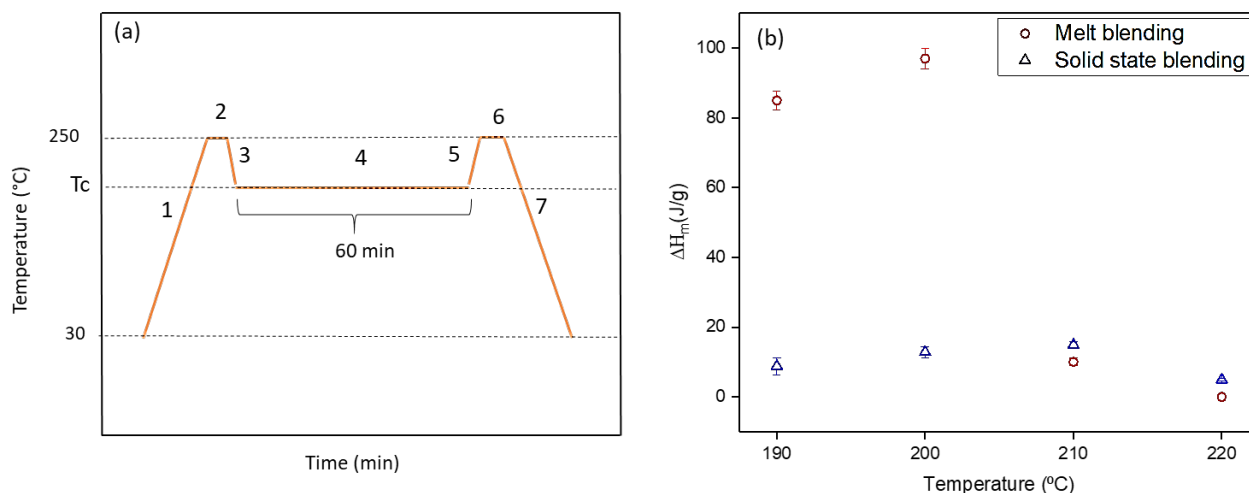 (a)
2
6
250
3
4
5
Tc
1
7
60 min
30
Temperature (°C)
Time (min)
(b)
Melt blending
Solid state blending
100
80
60
40
20
0
ΔHm(J/g)
190
200
210
220
Temperature (ºC)